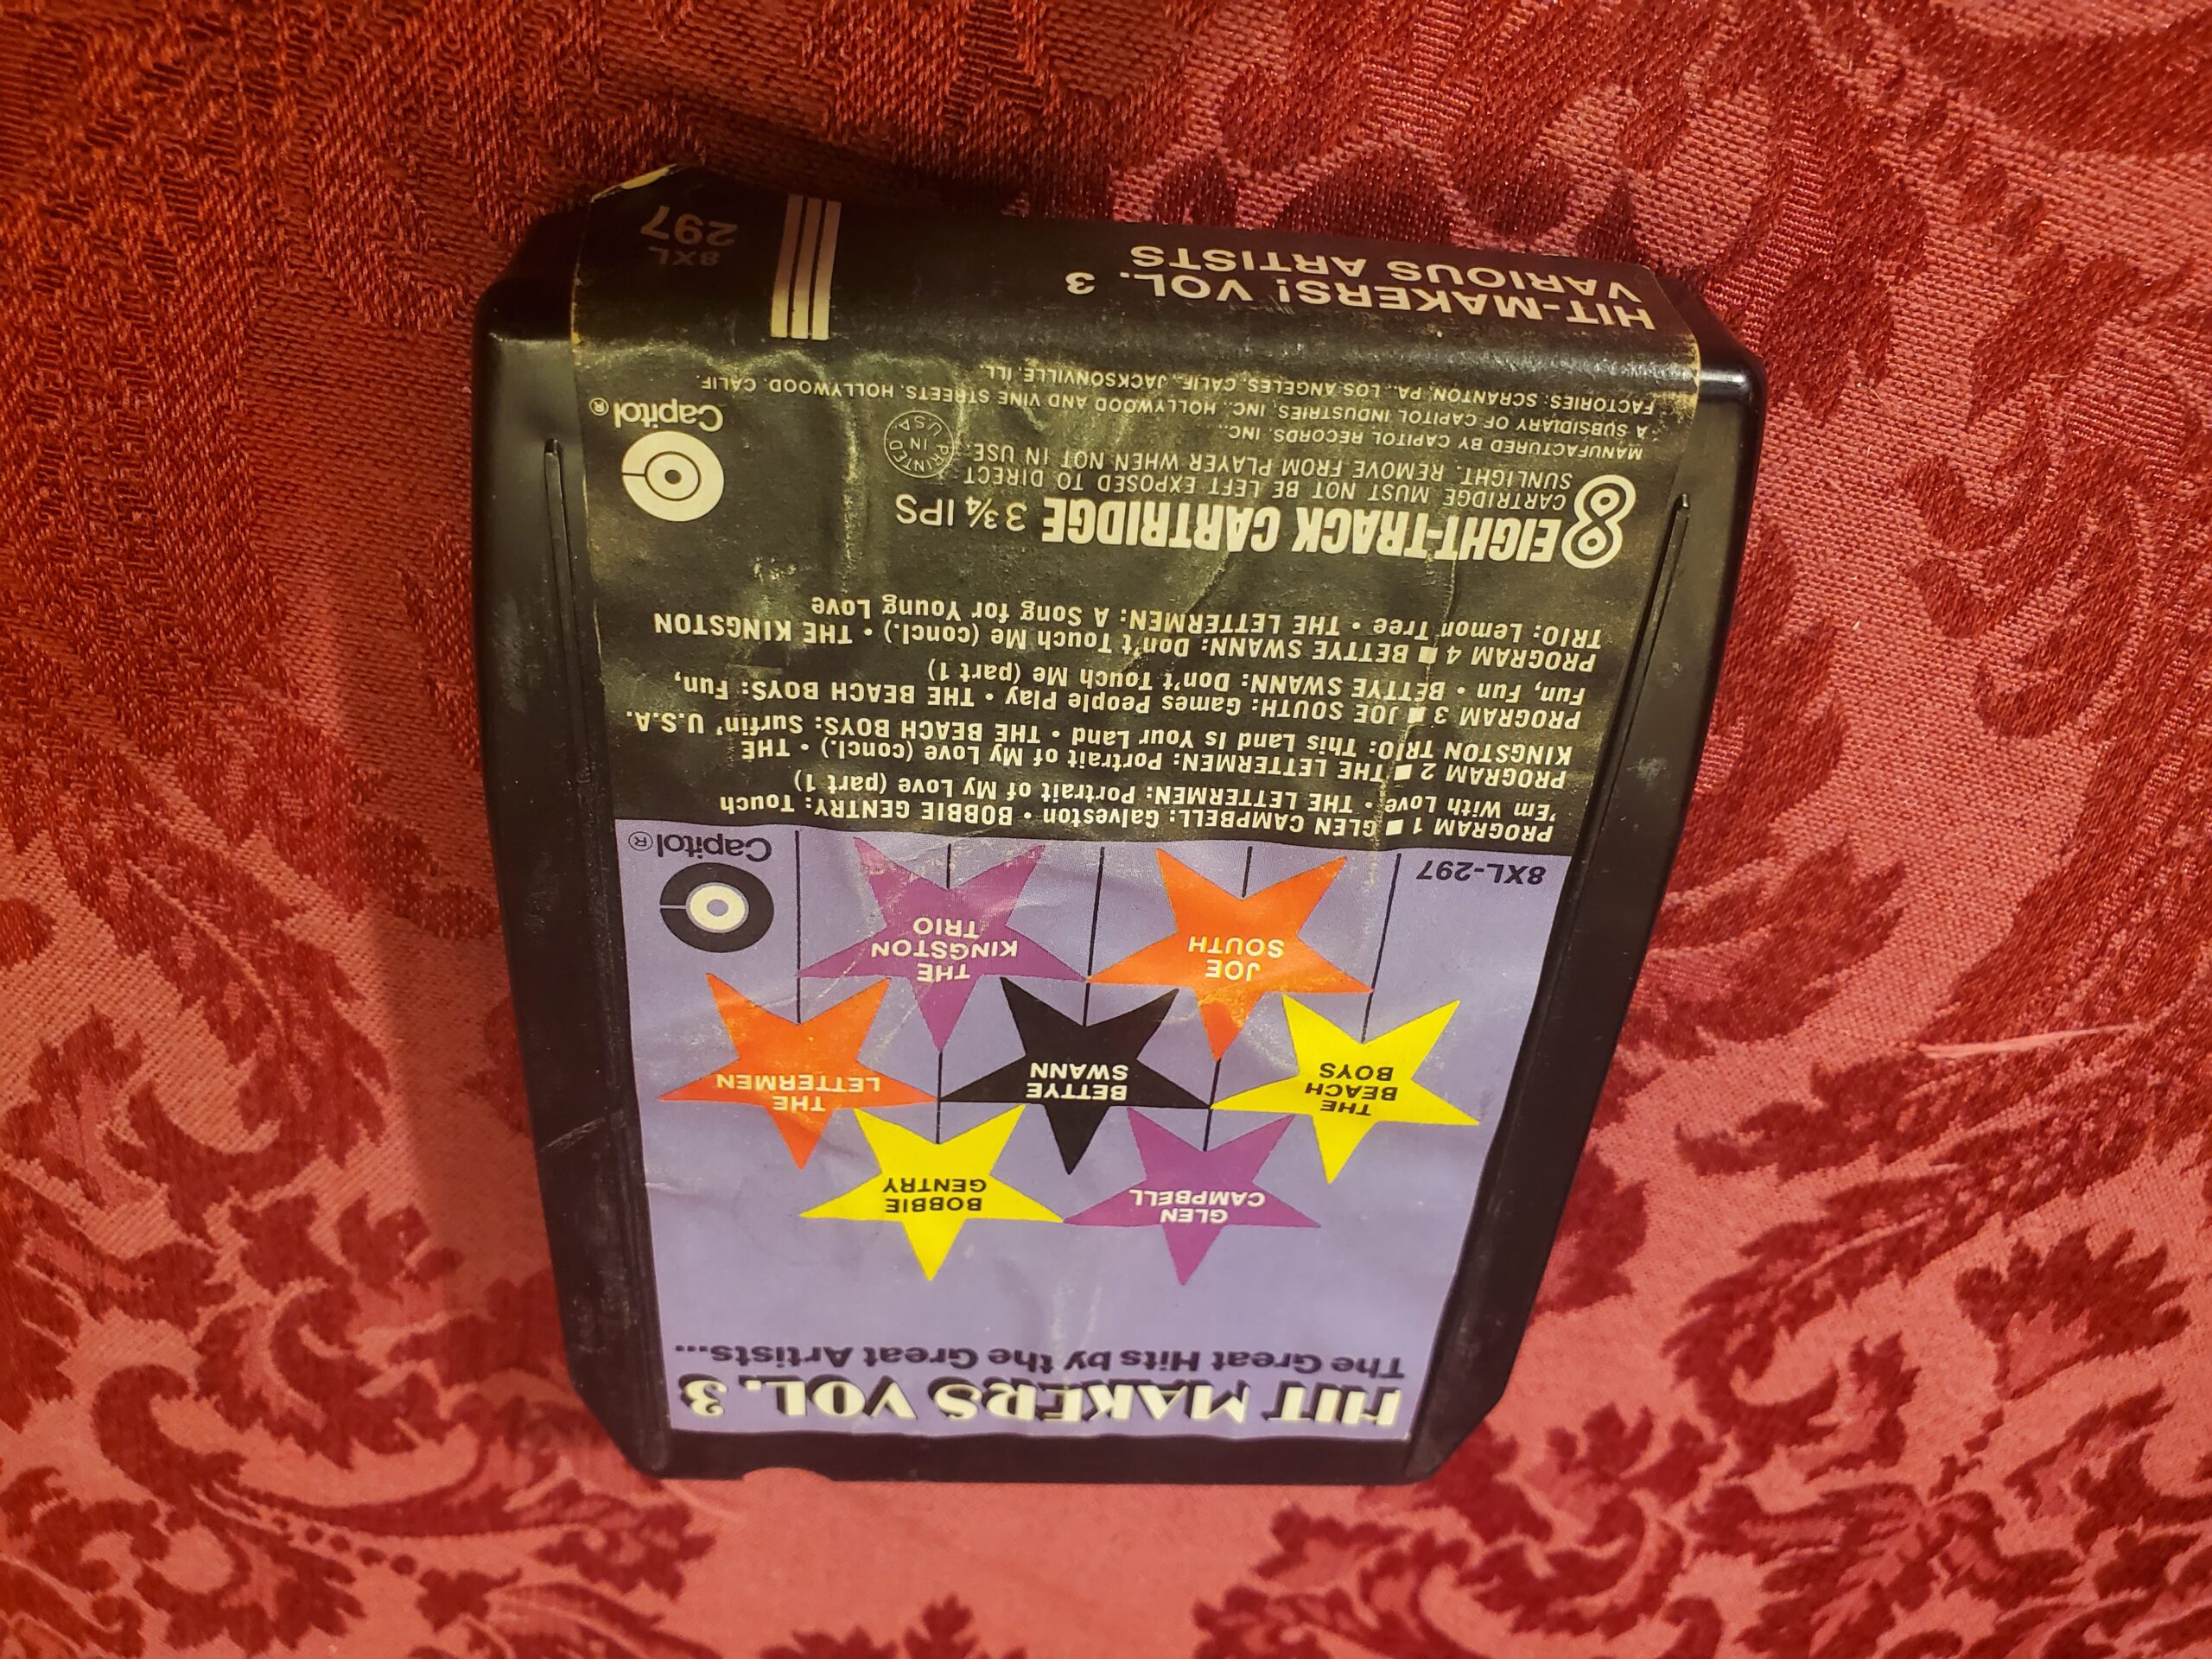 HIT MAKERS VOL. 3
The Great Hits by the Great Artists...
GLEN
CAMPBELL
BOBBIE
GENTRY
THE
BEACH
BOYS
BETTYE
SWANN
THE
LETTERMEN
JOE
SOUTH
THE
KINGSTON
TRIO
8XL-297
Capitol®
PROGRAM 1 ■ GLEN CAMPBELL: Galveston • BOBBIE GENTRY: Touch
'Em With Love • THE LETTERMEN: Portrait of My Love (part 1)
PROGRAM 2 ■ THE LETTERMEN: Portrait of My Love (concl.) • THE
KINGSTON TRIO: This Land Is Your Land • THE BEACH BOYS: Surfin' U.S.A.
PROGRAM 3 ■ JOE SOUTH: Games People Play • THE BEACH BOYS: Fun,
Fun, Fun • BETTYE SWANN: Don't Touch Me (part 1)
PROGRAM 4 ■ BETTYE SWANN: Don't Touch Me (concl.) • THE KINGSTON
TRIO: Lemon Tree • THE LETTERMEN: A Song for Young Love
8 EIGHT-TRACK CARTRIDGE 3¾ IPS
CARTRIDGE MUST NOT BE LEFT EXPOSED TO DIRECT
SUNLIGHT. REMOVE FROM PLAYER WHEN NOT IN USE.
PRINTED
IN
U.S.A.
Capitol®
MANUFACTURED BY CAPITOL RECORDS, INC.,
A SUBSIDIARY OF CAPITOL INDUSTRIES, INC., HOLLYWOOD AND VINE STREETS, HOLLYWOOD, CALIF.
FACTORIES: SCRANTON, PA., LOS ANGELES, CALIF., JACKSONVILLE, ILL.
HIT-MAKERS! VOL. 3
VARIOUS ARTISTS
8XL
297